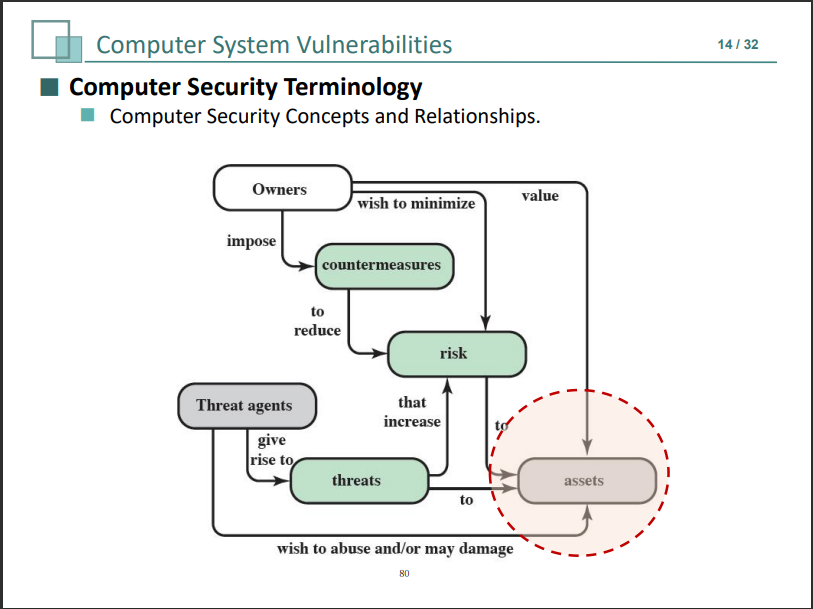 Computer System Vulnerabilities
14 / 32
Computer Security Terminology
Computer Security Concepts and Relationships.
Owners
value
wish to minimize
impose
countermeasures
to
reduce
risk
Threat agents
that
increase
to
give
rise to
threats
assets
to
wish to abuse and/or may damage
80